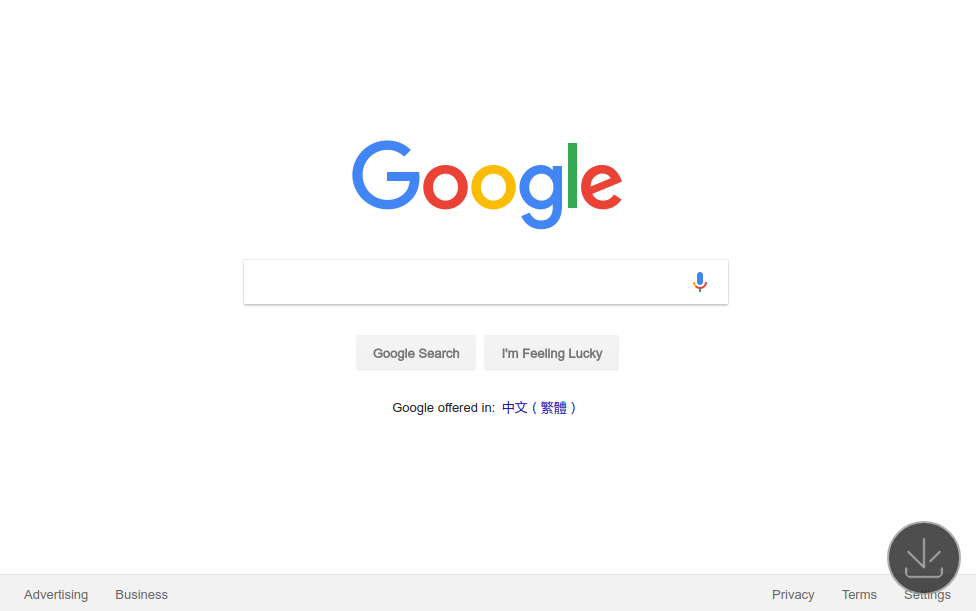 Google
Google Search I'm Feeling Lucky
Google offered in: 中文 ( 繁體 )
Advertising Business Privacy Terms Settings